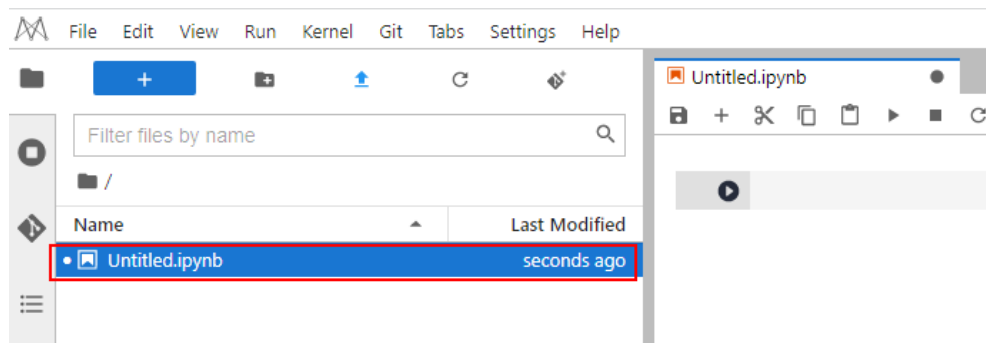 File Edit View Run Kernel Git Tabs Settings Help
Untitled.ipynb
Filter files by name
/
Name Last Modified
Untitled.ipynb seconds ago